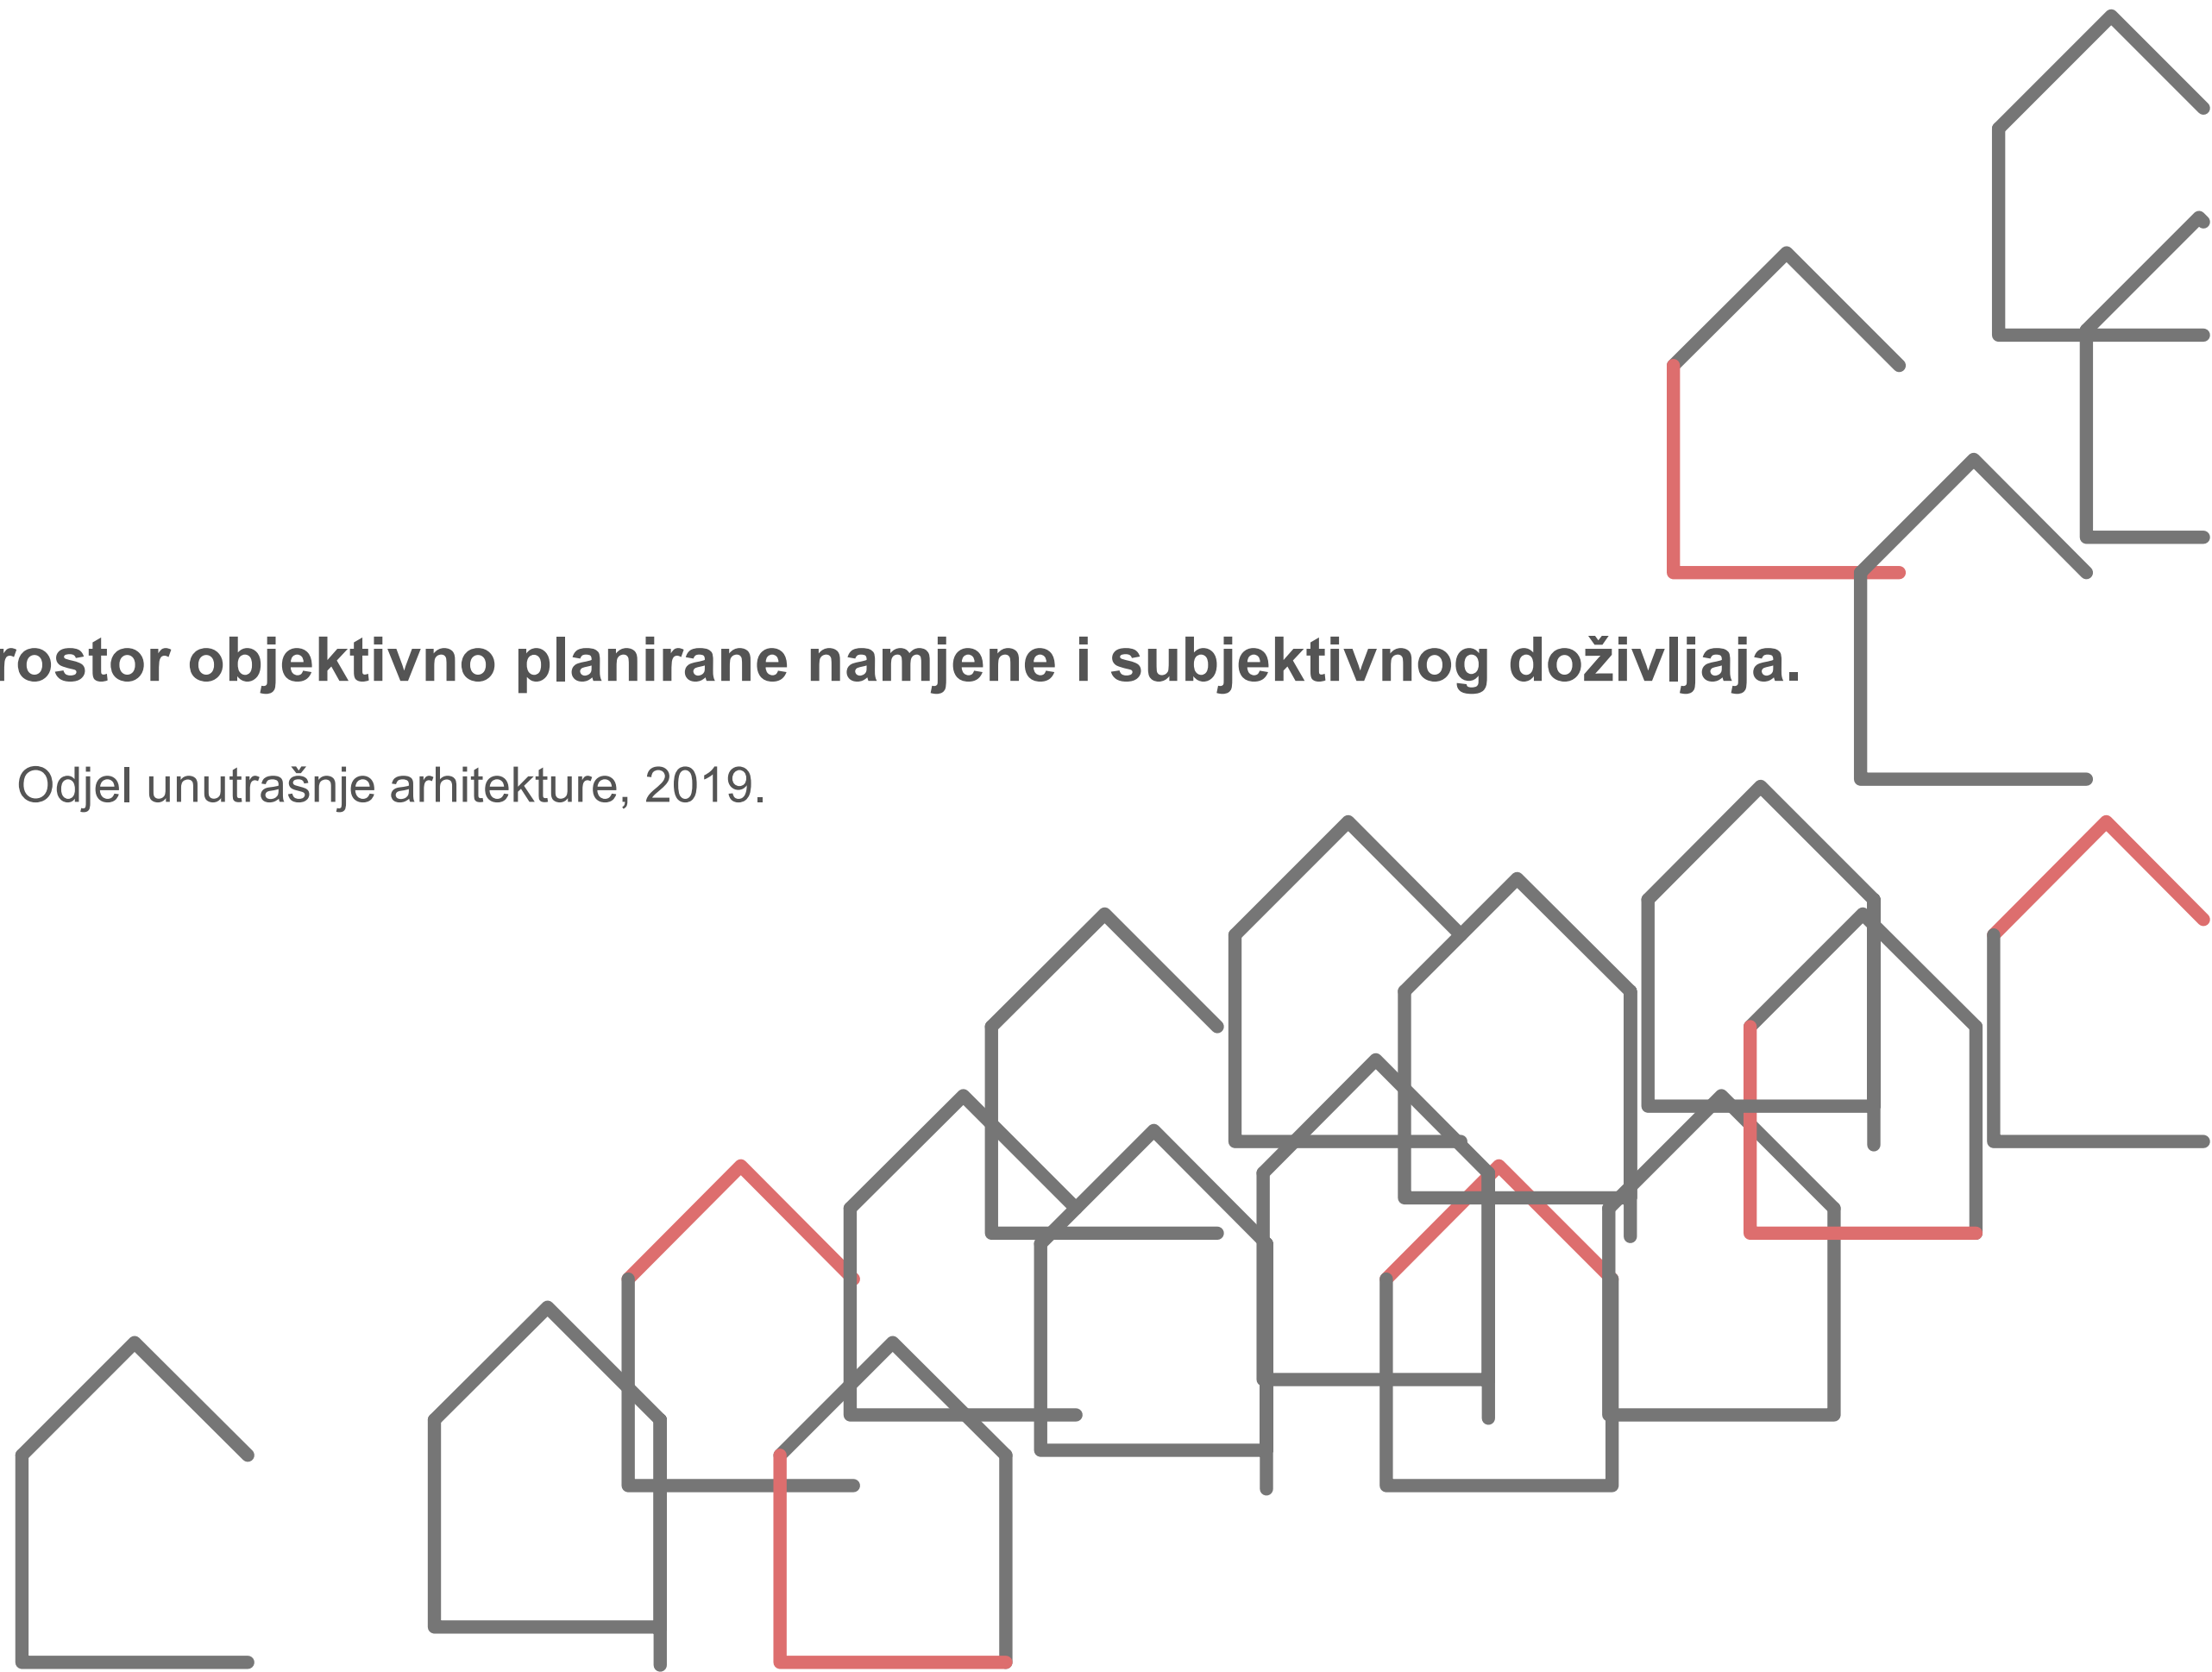 rostor objektivno planirane namjene i subjektivnog doživljaja.
Odjel unutrašnje arhitekture, 2019.